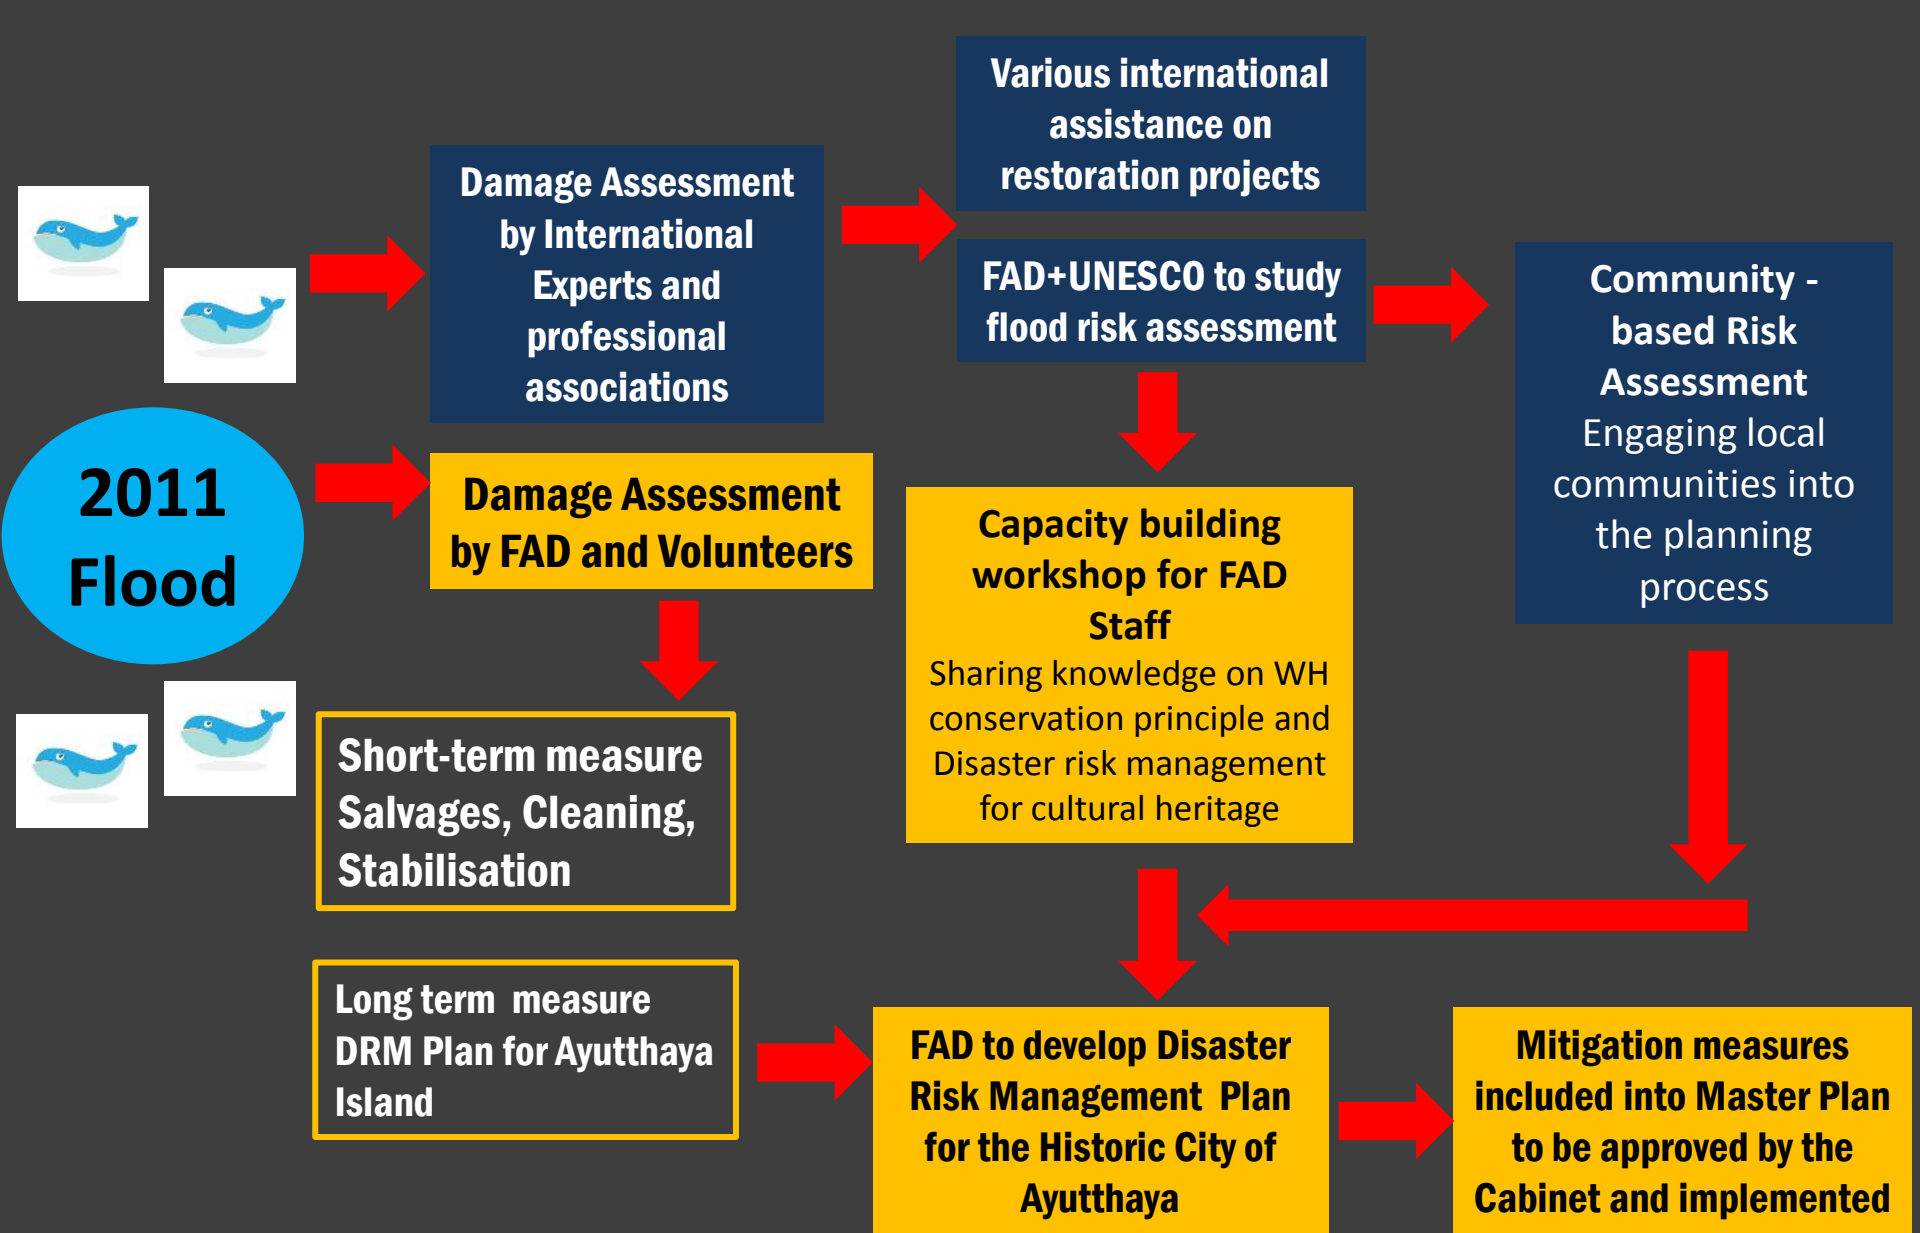 Various international
assistance on
restoration projects
Damage Assessment
by International
Experts and
professional
associations
FAD+UNESCO to study
flood risk assessment
Community -
based Risk
Assessment
Engaging local
communities into
the planning
process
2011
Flood
Damage Assessment
by FAD and Volunteers
Capacity building
workshop for FAD
Staff
Sharing knowledge on WH
conservation principle and
Disaster risk management
for cultural heritage
Short-term measure
Salvages, Cleaning,
Stabilisation
Long term  measure
DRM Plan for Ayutthaya
Island
FAD to develop Disaster
Risk Management  Plan
for the Historic City of
Ayutthaya
Mitigation measures
included into Master Plan
to be approved by the
Cabinet and implemented